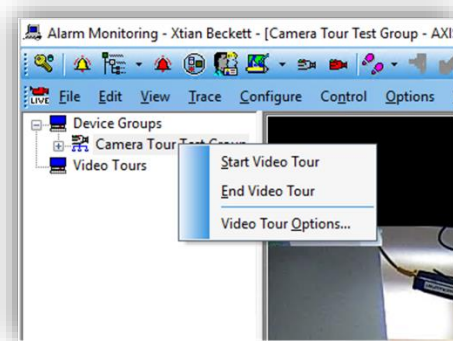 Alarm Monitoring - Xtian Beckett - [Camera Tour Test Group - AXI
LIVE File Edit View Trace Configure Control Options
Device Groups
Camera Tour Test Group
Video Tours
Start Video Tour
End Video Tour
Video Tour Options...